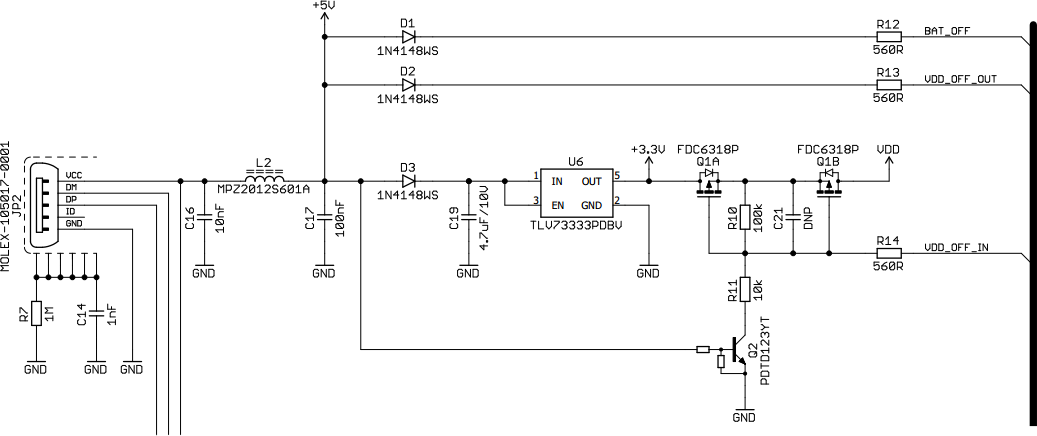 +5V
D1
1N4148WS
R12
560R
BAT_OFF
D2
1N4148WS
R13
560R
VDD_OFF_OUT
MOLEX-105017-0001
JP2
VCC
DM
DP
ID
GND
L2
MPZ2012S601A
D3
1N4148WS
U6
1
IN
OUT
5
3
EN
GND
2
TLV73333PDBV
+3.3V
FDC6318P
Q1A
FDC6318P
Q1B
VDD
C16
10nF
GND
C17
100nF
GND
C19
4.7uF/10V
GND
GND
R10
100k
C21
DNP
R14
560R
VDD_OFF_IN
R11
10k
R7
1M
GND
C14
1nF
GND
GND
Q2
PDTD123YT
GND